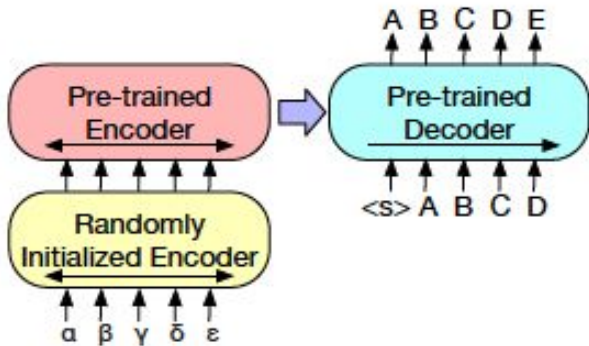 A B C D E
Pre-trained
Encoder
Pre-trained
Decoder
<s> A B C D
Randomly
Initialized Encoder
α β γ δ ε